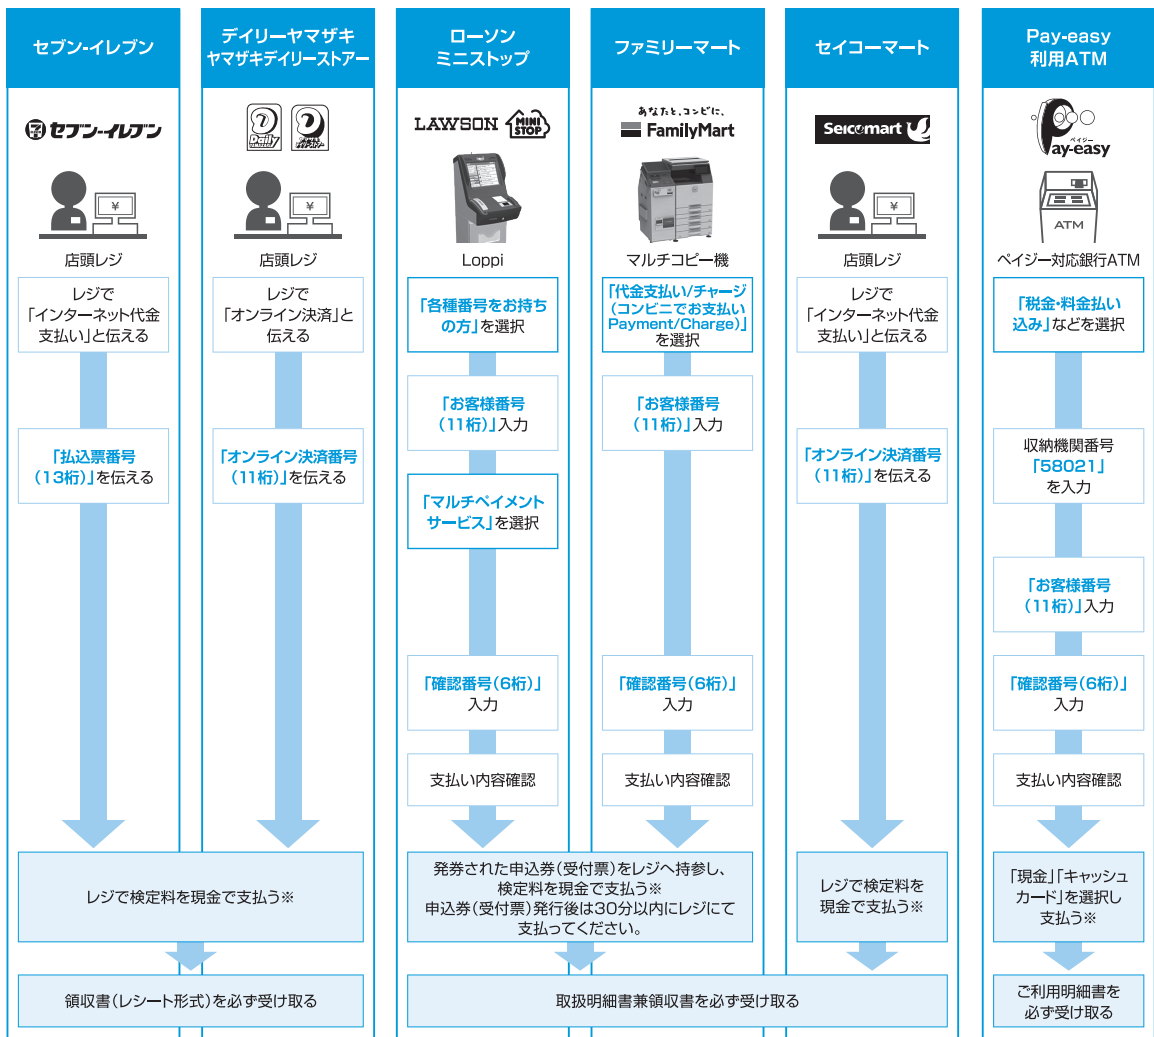 セブン-イレブン
デイリーヤマザキ
ヤマザキデイリーストアー
ローソン
ミニストップ
ファミリーマート
セイコーマート
Pay-easy
利用ATM
セブン-イレブン
Daily
LAWSON
MINI
STOP
あなたと、コンビに、
FamilyMart
Seicomart
ペイジー
Pay-easy
¥
¥
¥
ATM
店頭レジ
店頭レジ
Loppi
マルチコピー機
店頭レジ
ペイジー対応銀行ATM
レジで
「インターネット代金
支払い」と伝える
レジで
「オンライン決済」と
伝える
「各種番号をお持ち
の方」を選択
「代金支払い/チャージ
(コンビニでお支払い
Payment/Charge)」
を選択
レジで
「インターネット代金
支払い」と伝える
「税金・料金払い
込み」などを選択
「お客様番号
(11桁)」入力
「お客様番号
(11桁)」入力
「払込票番号
(13桁)」を伝える
「オンライン決済番号
(11桁)」を伝える
「オンライン決済番号
(11桁)」を伝える
収納機関番号
「58021」
を入力
「マルチペイメント
サービス」を選択
「お客様番号
(11桁)」入力
「確認番号(6桁)」
入力
「確認番号(6桁)」
入力
「確認番号(6桁)」
入力
支払い内容確認
支払い内容確認
支払い内容確認
レジで検定料を現金で支払う※
発券された申込券(受付票)をレジへ持参し、
検定料を現金で支払う※
申込券(受付票)発行後は30分以内にレジにて
支払ってください。
レジで検定料を
現金で支払う※
「現金」「キャッシュ
カード」を選択し
支払う※
領収書(レシート形式)を必ず受け取る
取扱明細書兼領収書を必ず受け取る
ご利用明細書を
必ず受け取る